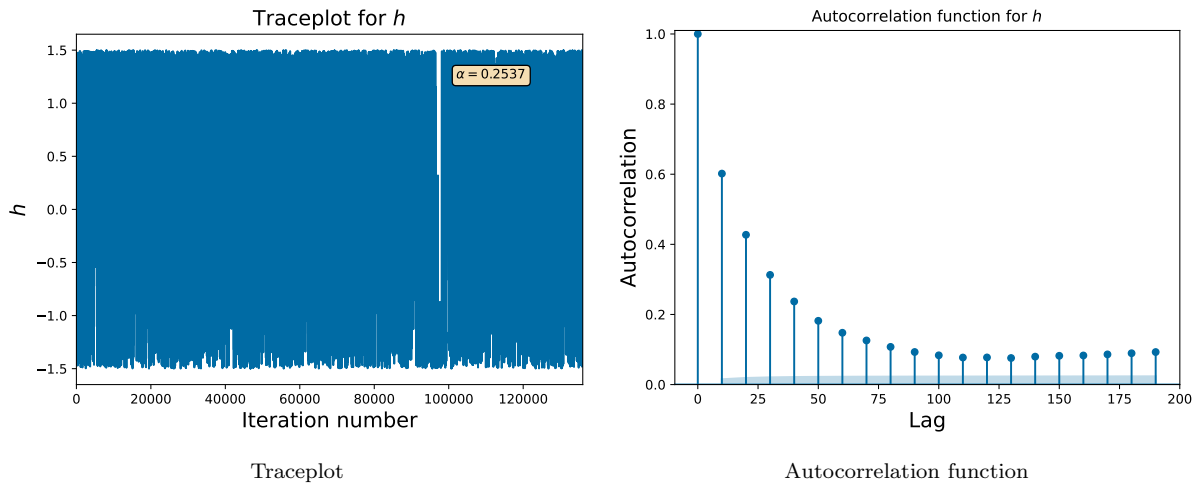 Traceplot for h
1.5
1.0
0.5
0.0
−0.5
−1.0
−1.5
h
α = 0.2537
0 20000 40000 60000 80000 100000 120000
Iteration number
Traceplot
Autocorrelation function for h
1.0
0.8
0.6
0.4
0.2
0.0
Autocorrelation
0 25 50 75 100 125 150 175 200
Lag
Autocorrelation function